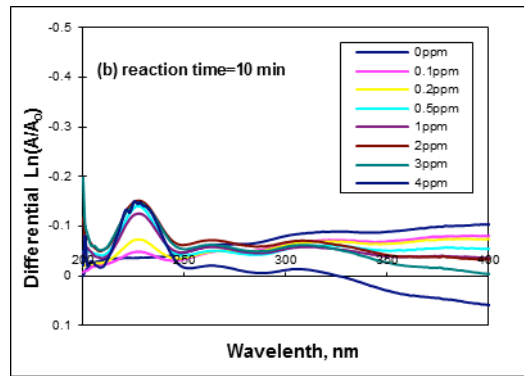 -0.5
-0.4
-0.3
-0.2
-0.1
0
0.1
Differential Ln(A/Ao)
(b) reaction time=10 min
0ppm
0.1ppm
0.2ppm
0.5ppm
1ppm
2ppm
3ppm
4ppm
200 250 300 350 400
Wavelenth, nm